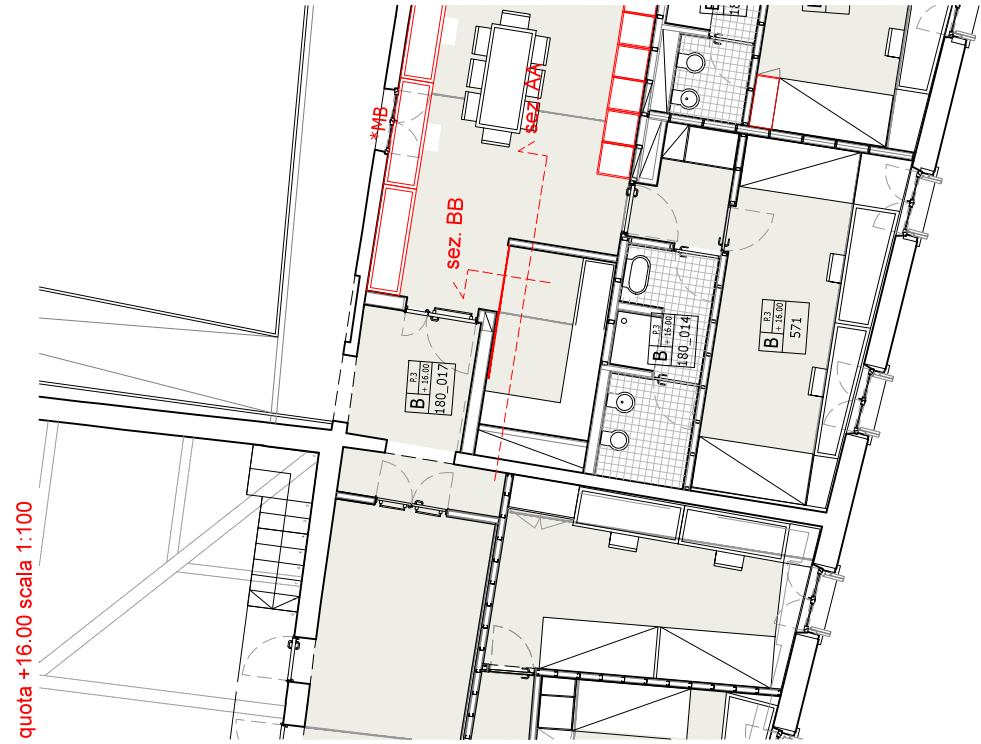 *MB
sez. AA
sez. BB
B
P.3
+ 16.00
180_017
B
P.3
+16.00
180_014
B
P.3
+ 16.00
571
quota +16.00 scala 1:100